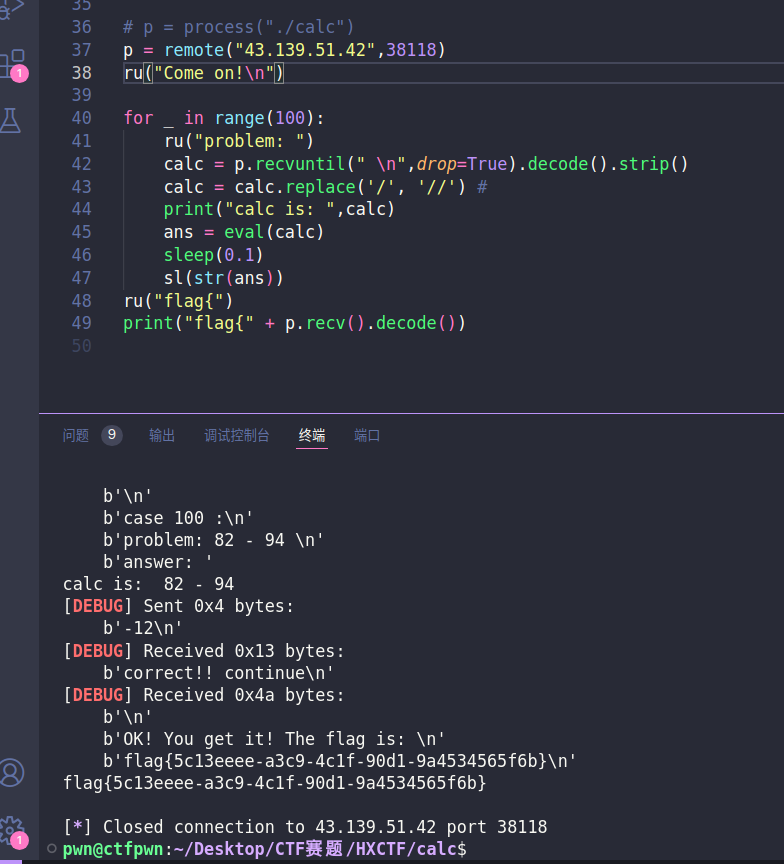 35
36 # p = process("./calc")
37 p = remote("43.139.51.42",38118)
38 ru("Come on!\n")
39
40 for _ in range(100):
41     ru("problem: ")
42     calc = p.recvuntil(" \n",drop=True).decode().strip()
43     calc = calc.replace('/', '//') #
44     print("calc is: ",calc)
45     ans = eval(calc)
46     sleep(0.1)
47     sl(str(ans))
48 ru("flag{")
49 print("flag{" + p.recv().decode())
50
1
问题 9 输出 调试控制台 终端 端口
    b'\n'
    b'case 100 :\n'
    b'problem: 82 - 94 \n'
    b'answer: '
calc is:  82 - 94
[DEBUG] Sent 0x4 bytes:
    b'-12\n'
[DEBUG] Received 0x13 bytes:
    b'correct!! continue\n'
[DEBUG] Received 0x4a bytes:
    b'\n'
    b'OK! You get it! The flag is: \n'
    b'flag{5c13eeee-a3c9-4c1f-90d1-9a4534565f6b}\n'
flag{5c13eeee-a3c9-4c1f-90d1-9a4534565f6b}
[*] Closed connection to 43.139.51.42 port 38118
1
pwn@ctfpwn:~/Desktop/CTF赛题/HXCTF/calc$